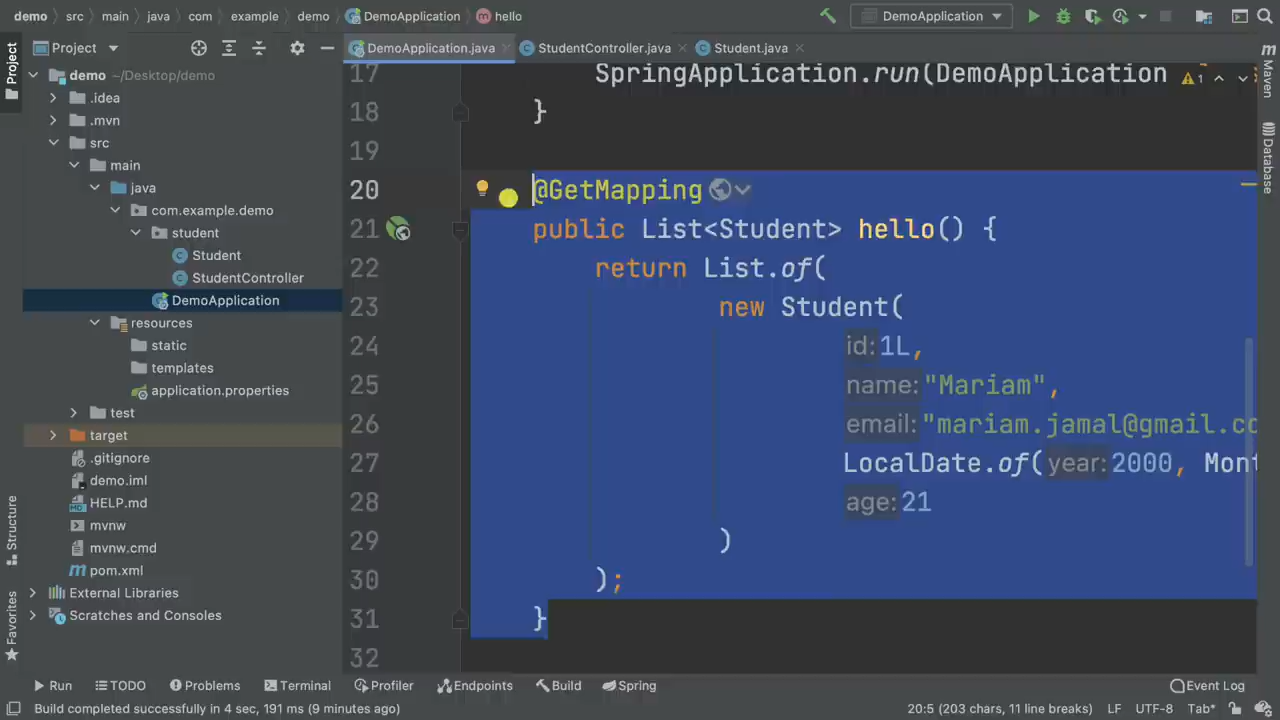 demo src main java com example demo DemoApplication hello DemoApplication
Project
DemoApplication.java StudentController.java Student.java
Project
Structure
Favorites
demo ~/Desktop/demo
.idea
.mvn
src
main
java
com.example.demo
student
Student
StudentController
DemoApplication
resources
static
templates
application.properties
test
target
.gitignore
demo.iml
HELP.md
mvnw
mvnw.cmd
pom.xml
External Libraries
Scratches and Consoles
17 SpringApplication.run(DemoApplication
1
18 }
19
20 @GetMapping
21 public List<Student> hello() {
22 return List.of(
23 new Student(
24 id: 1L,
25 name: "Mariam",
26 email: "mariam.jamal@gmail.co
27 LocalDate.of( year: 2000, Mont
28 age: 21
29 )
30 );
31 }
32
Maven
Database
Run TODO Problems Terminal Profiler Endpoints Build Spring Event Log
Build completed successfully in 4 sec, 191 ms (9 minutes ago) 20:5 (203 chars, 11 line breaks) LF UTF-8 Tab*